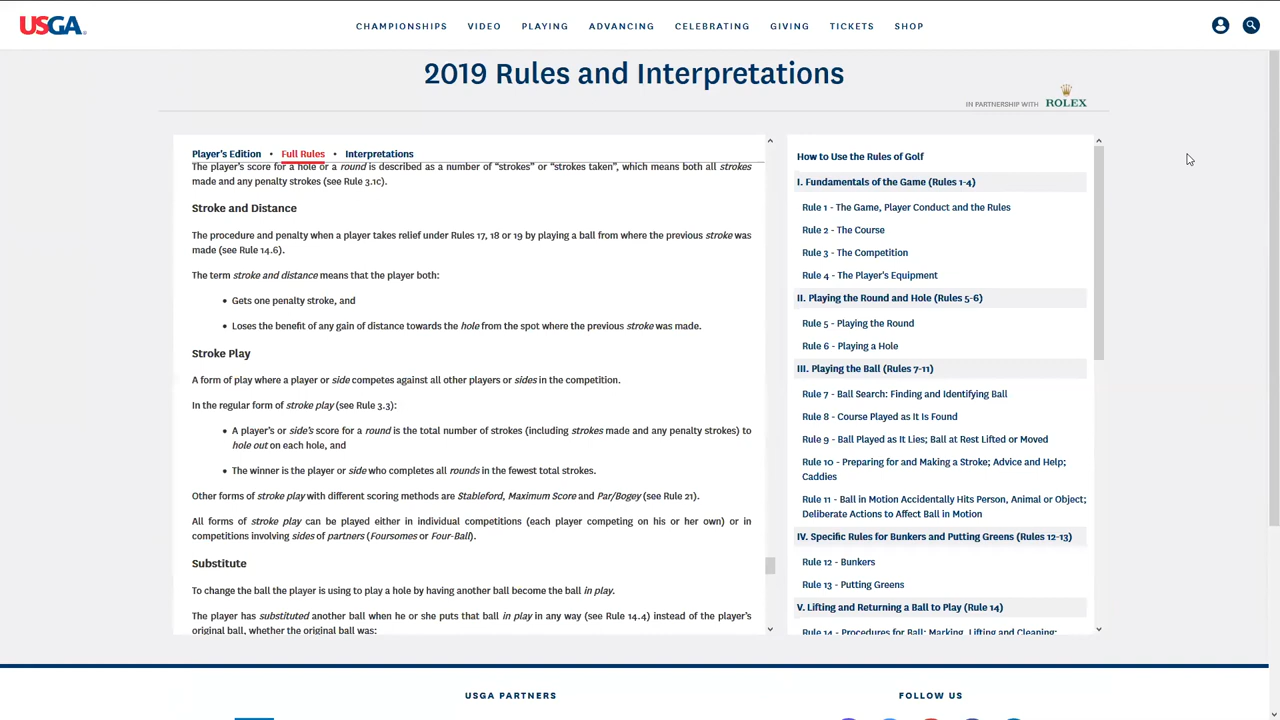 USGA
CHAMPIONSHIPS VIDEO PLAYING ADVANCING CELEBRATING GIVING TICKETS SHOP
2019 Rules and Interpretations
IN PARTNERSHIP WITH ROLEX
Player's Edition • Full Rules • Interpretations
The player's score for a hole or a round is described as a number of “strokes” or “strokes taken”, which means both all strokes
made and any penalty strokes (see Rule 3.1c).
Stroke and Distance
The procedure and penalty when a player takes relief under Rules 17, 18 or 19 by playing a ball from where the previous stroke was
made (see Rule 14.6).
The term stroke and distance means that the player both:
• Gets one penalty stroke, and
• Loses the benefit of any gain of distance towards the hole from the spot where the previous stroke was made.
Stroke Play
A form of play where a player or side competes against all other players or sides in the competition.
In the regular form of stroke play (see Rule 3.3):
• A player's or side's score for a round is the total number of strokes (including strokes made and any penalty strokes) to
hole out on each hole, and
• The winner is the player or side who completes all rounds in the fewest total strokes.
Other forms of stroke play with different scoring methods are Stableford, Maximum Score and Par/Bogey (see Rule 21).
All forms of stroke play can be played either in individual competitions (each player competing on his or her own) or in
competitions involving sides of partners (Foursomes or Four-Ball).
Substitute
To change the ball the player is using to play a hole by having another ball become the ball in play.
The player has substituted another ball when he or she puts that ball in play in any way (see Rule 14.4) instead of the player's
original ball, whether the original ball was:
How to Use the Rules of Golf
I. Fundamentals of the Game (Rules 1-4)
Rule 1 - The Game, Player Conduct and the Rules
Rule 2 - The Course
Rule 3 - The Competition
Rule 4 - The Player's Equipment
II. Playing the Round and Hole (Rules 5-6)
Rule 5 - Playing the Round
Rule 6 - Playing a Hole
III. Playing the Ball (Rules 7-11)
Rule 7 - Ball Search: Finding and Identifying Ball
Rule 8 - Course Played as It Is Found
Rule 9 - Ball Played as It Lies; Ball at Rest Lifted or Moved
Rule 10 - Preparing for and Making a Stroke; Advice and Help;
Caddies
Rule 11 - Ball in Motion Accidentally Hits Person, Animal or Object;
Deliberate Actions to Affect Ball in Motion
IV. Specific Rules for Bunkers and Putting Greens (Rules 12-13)
Rule 12 - Bunkers
Rule 13 - Putting Greens
V. Lifting and Returning a Ball to Play (Rule 14)
Rule 14 - Procedures for Ball: Marking, Lifting and Cleaning;
USGA PARTNERS
FOLLOW US